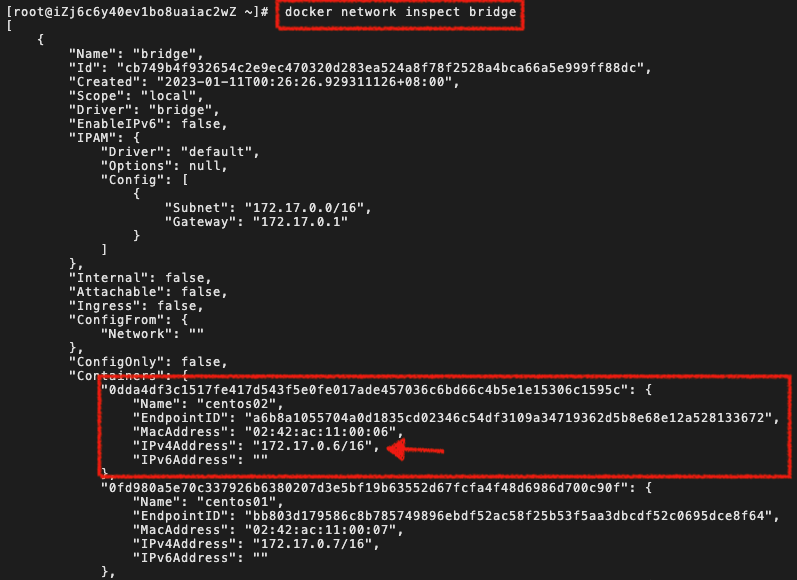 [root@iZj6c6y40ev1bo8uaiac2wZ ~]# docker network inspect bridge
[
    {
        "Name": "bridge",
        "Id": "cb749b4f932654c2e9ec470320d283ea524a8f78f2528a4bca66a5e999ff88dc",
        "Created": "2023-01-11T00:26:26.929311126+08:00",
        "Scope": "local",
        "Driver": "bridge",
        "EnableIPv6": false,
        "IPAM": {
            "Driver": "default",
            "Options": null,
            "Config": [
                {
                    "Subnet": "172.17.0.0/16",
                    "Gateway": "172.17.0.1"
                }
            ]
        },
        "Internal": false,
        "Attachable": false,
        "Ingress": false,
        "ConfigFrom": {
            "Network": ""
        },
        "ConfigOnly": false,
        "Containers": {
            "0dda4df3c1517fe417d543f5e0fe017ade457036c6bd66c4b5e1e15306c1595c": {
                "Name": "centos02",
                "EndpointID": "a6b8a1055704a0d1835cd02346c54df3109a34719362d5b8e68e12a528133672",
                "MacAddress": "02:42:ac:11:00:06",
                "IPv4Address": "172.17.0.6/16",
                "IPv6Address": ""
            },
            "0fd980a5e70c337926b6380207d3e5bf19b63552d67fcfa4f48d6986d700c90f": {
                "Name": "centos01",
                "EndpointID": "bb803d179586c8b785749896ebdf52ac58f25b53f5aa3dbcdf52c0695dce8f64",
                "MacAddress": "02:42:ac:11:00:07",
                "IPv4Address": "172.17.0.7/16",
                "IPv6Address": ""
            },